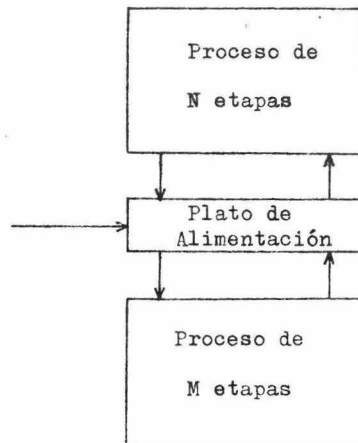 Proceso de
N etapas
Plato de
Alimentación
Proceso de
M etapas